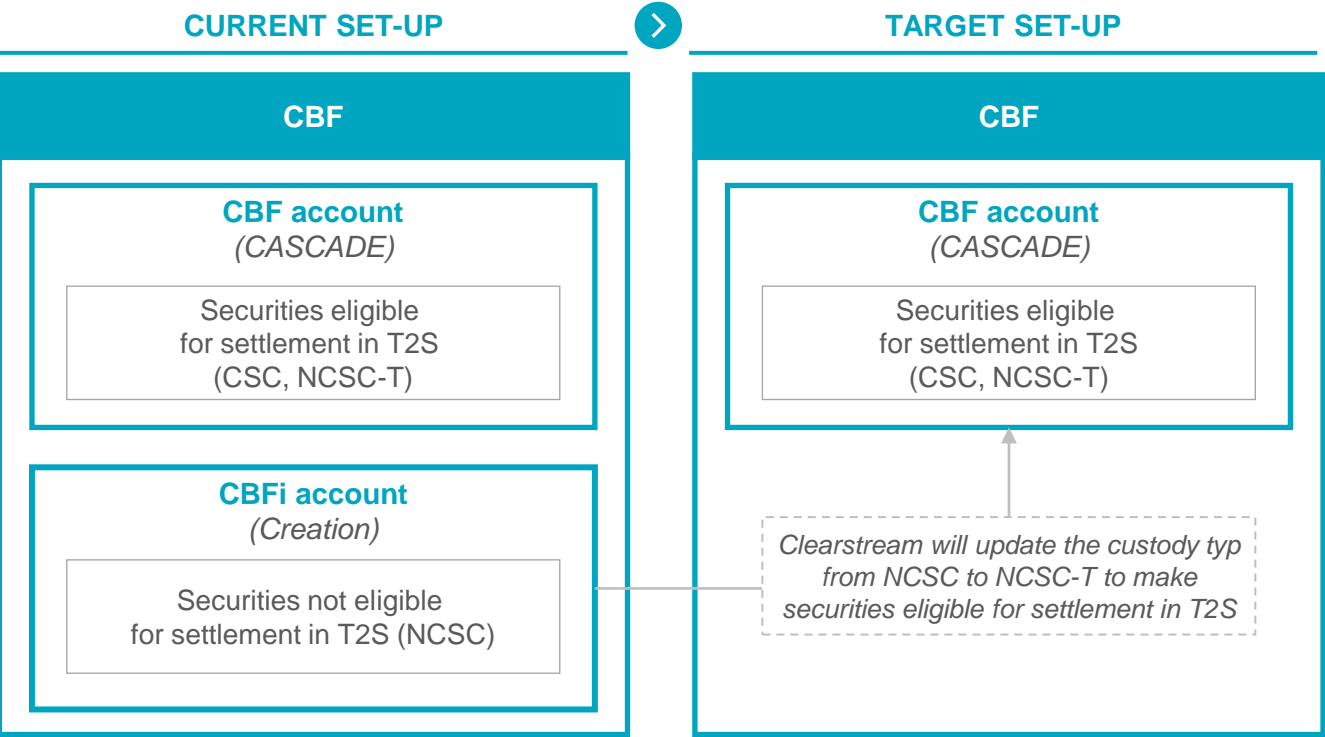 CURRENT SET-UP
CBF
CBF account
(CASCADE)
Securities eligible
for settlement in T2S
(CSC, NCSC-T)
CBFi account
(Creation)
Securities not eligible
for settlement in T2S (NCSC)
TARGET SET-UP
CBF
CBF account
(CASCADE)
Securities eligible
for settlement in T2S
(CSC, NCSC-T)
Clearstream will update the custody typ
from NCSC to NCSC-T to make
securities eligible for settlement in T2S